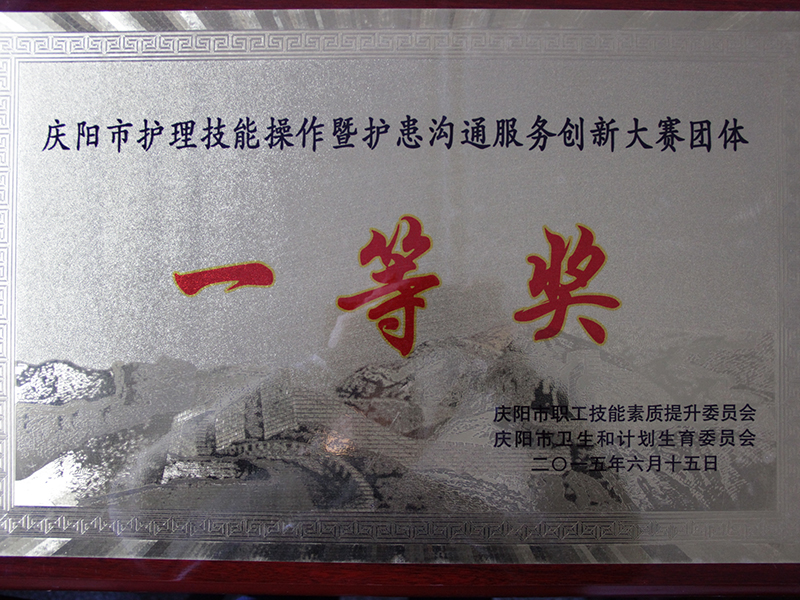 庆阳市护理技能操作暨护患沟通服务创新大赛团体
一等奖
庆阳市职工技能素质提升委员会
庆阳市卫生和计划生育委员会
二〇一五年六月十五日